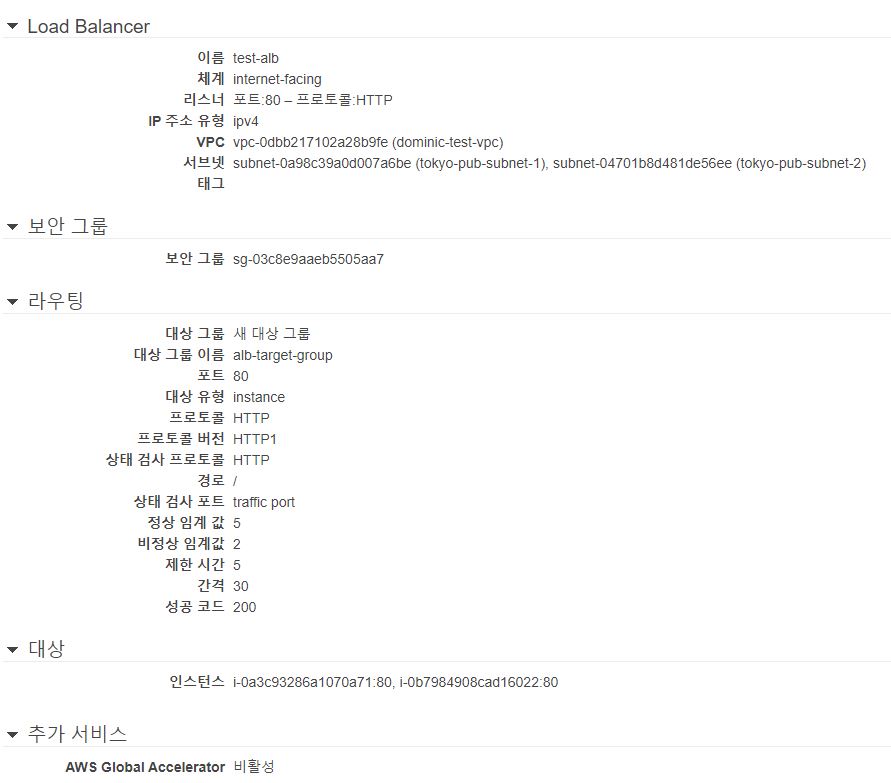 Load Balancer
이름 test-alb
체계 internet-facing
리스너 포트:80 – 프로토콜:HTTP
IP 주소 유형 ipv4
VPC vpc-0dbb217102a28b9fe (dominic-test-vpc)
서브넷 subnet-0a98c39a0d007a6be (tokyo-pub-subnet-1), subnet-04701b8d481de56ee (tokyo-pub-subnet-2)
태그
보안 그룹
보안 그룹 sg-03c8e9aaeb5505aa7
라우팅
대상 그룹 새 대상 그룹
대상 그룹 이름 alb-target-group
포트 80
대상 유형 instance
프로토콜 HTTP
프로토콜 버전 HTTP1
상태 검사 프로토콜 HTTP
경로 /
상태 검사 포트 traffic port
정상 임계 값 5
비정상 임계값 2
제한 시간 5
간격 30
성공 코드 200
대상
인스턴스 i-0a3c93286a1070a71:80, i-0b7984908cad16022:80
추가 서비스
AWS Global Accelerator 비활성